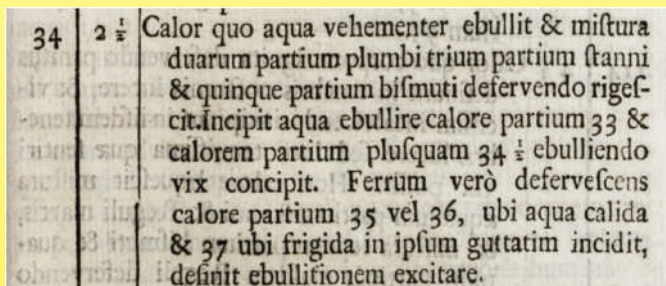 34 2 ½ Calor quo aqua vehementer ebullit & miſtura
duarum partium plumbi trium partium ſtanni
& quinque partium biſmuti defervendo rigeſ-
cit.Incipit aqua ebullire calore partium 33 &
calorem partium pluſquam 34 ½ ebulliendo
vix concipit. Ferrum verò deferveſcens
calore partium 35 vel 36, ubi aqua calida
& 37 ubi frigida in ipſum guttatim incidit,
deſinit ebullitionem excitare.